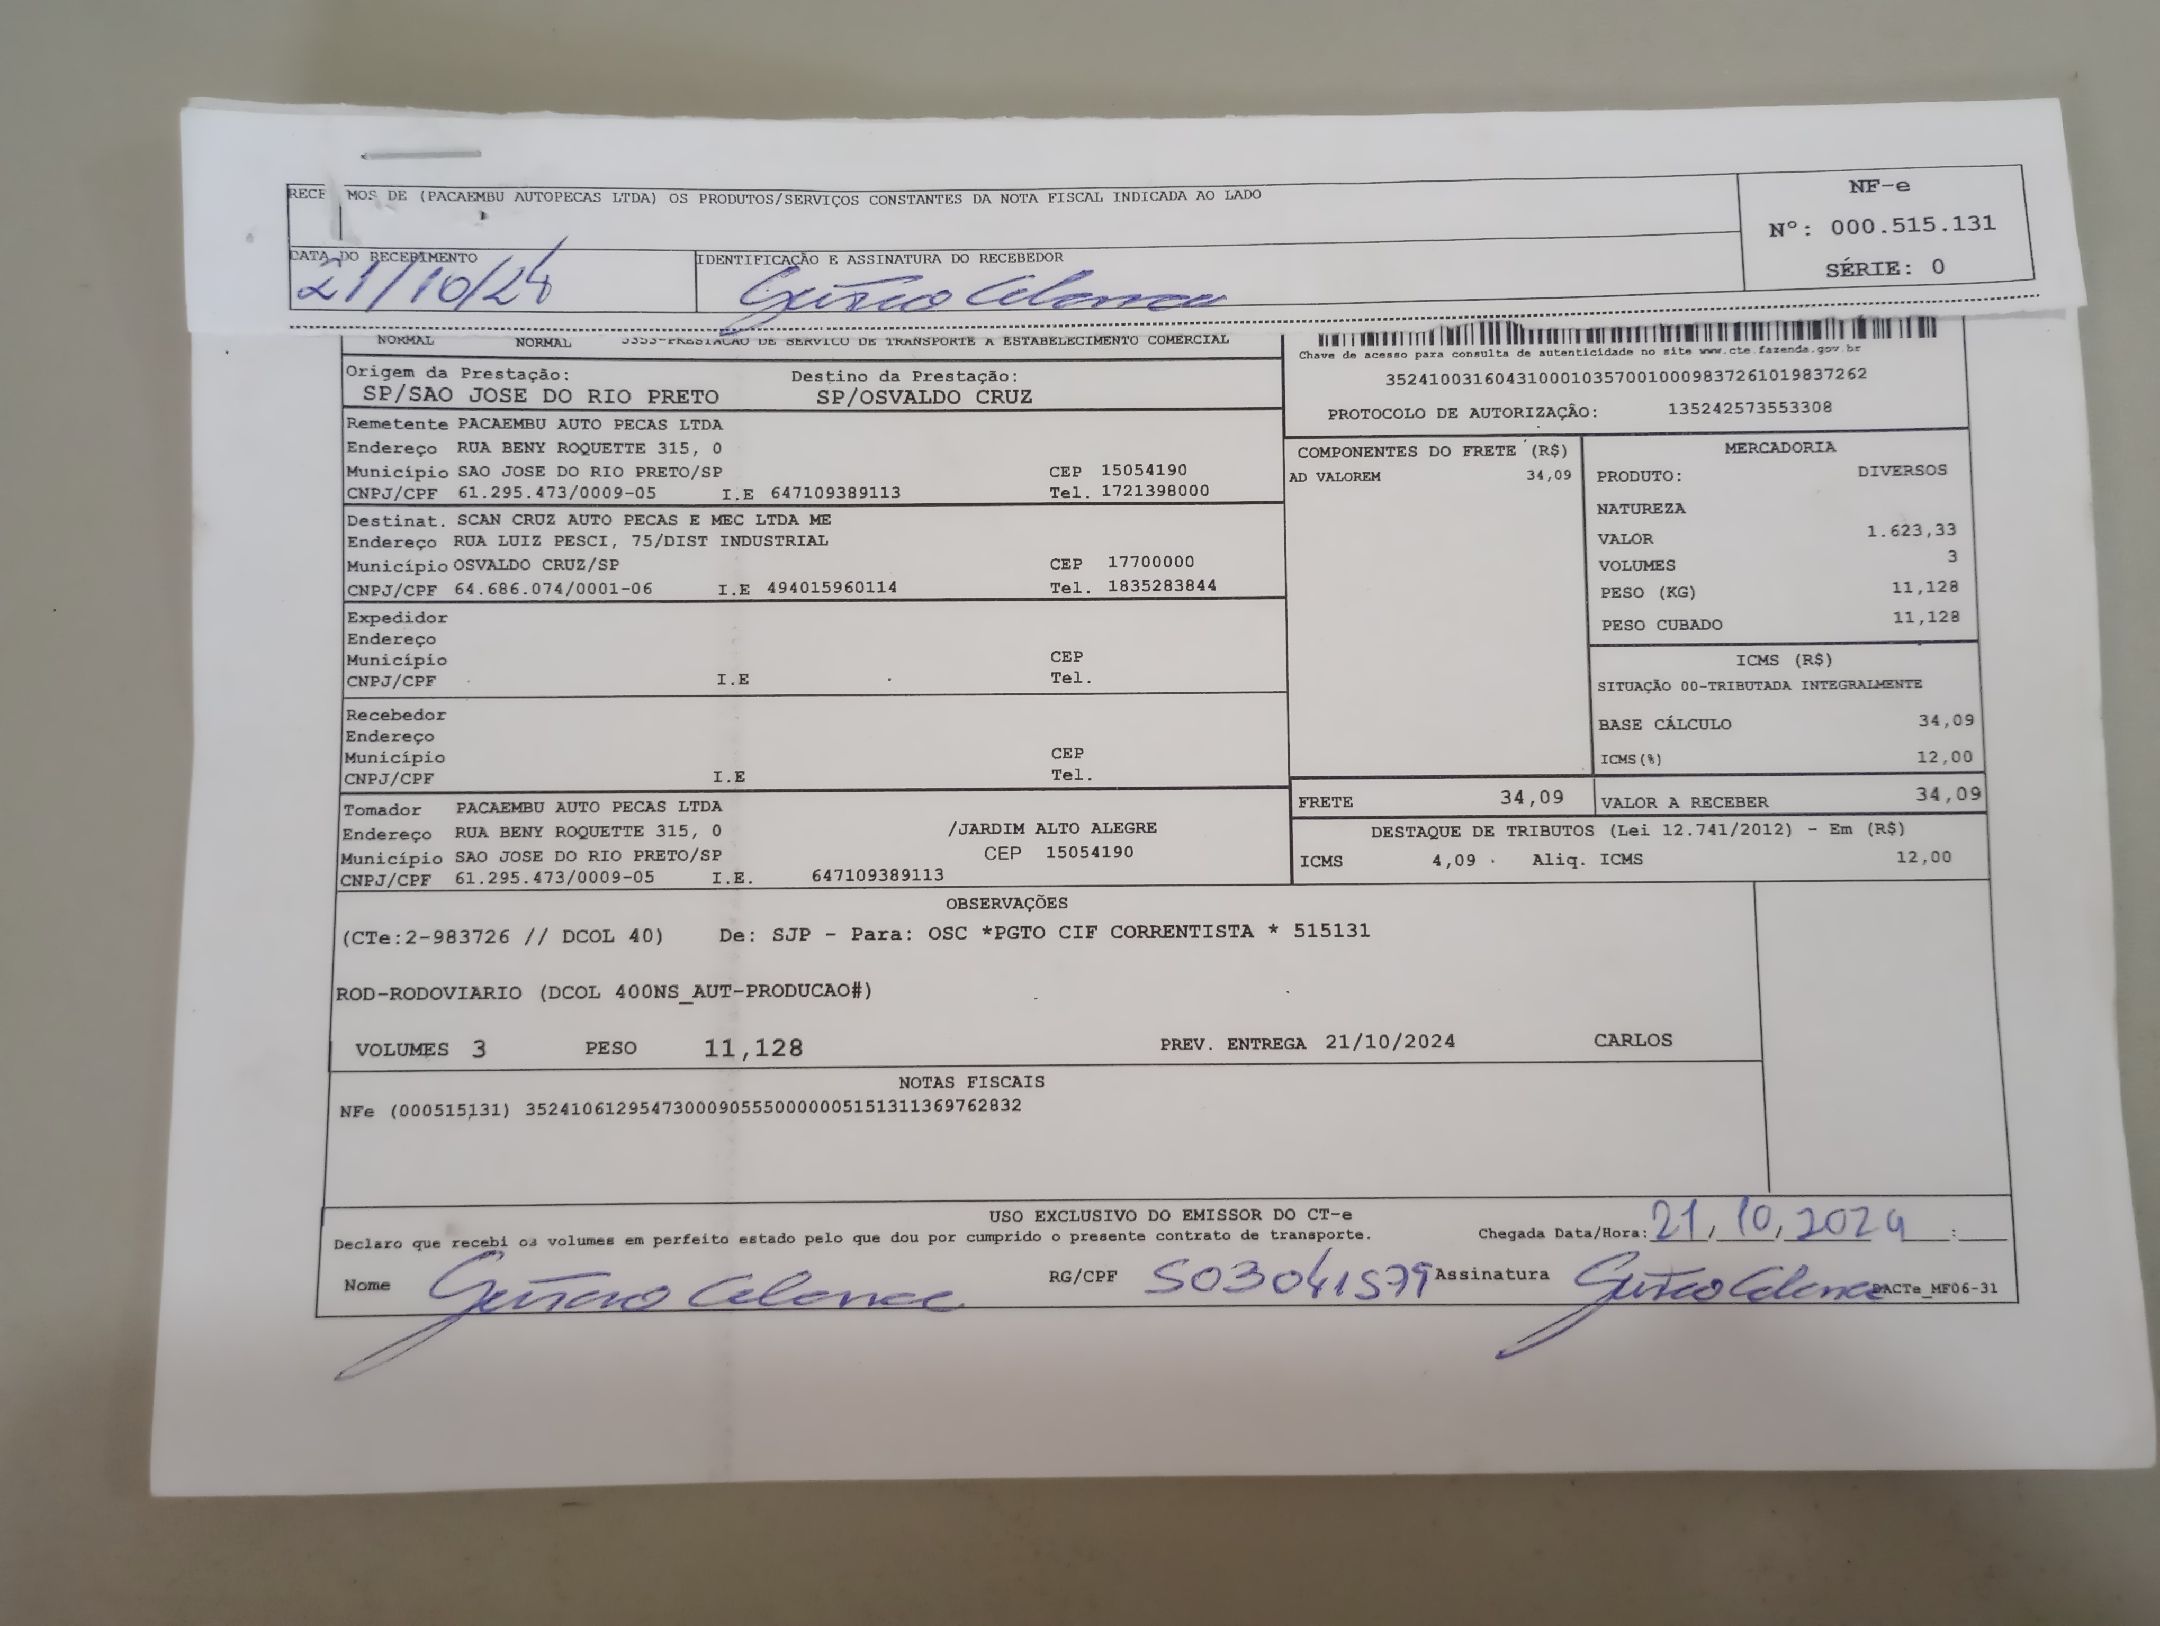 RECE MOS DE (PACAEMBU AUTOPECAS LTDA) OS PRODUTOS/SERVIÇOS CONSTANTES DA NOTA FISCAL INDICADA AO LADO
NF-e
Nº: 000.515.131
SÉRIE: 0
DATA DO RECEBIMENTO
21/10/24
IDENTIFICAÇÃO E ASSINATURA DO RECEBEDOR
NORMAL NORMAL 5353-PRESTACAO DE SERVICO DE TRANSPORTE A ESTABELECIMENTO COMERCIAL
Chave de acesso para consulta de autenticidade no site www.cte.fazenda.gov.br
35241003160431000103570010009837261019837262
PROTOCOLO DE AUTORIZAÇÃO: 135242573553308
Origem da Prestação: Destino da Prestação:
SP/SAO JOSE DO RIO PRETO SP/OSVALDO CRUZ
Remetente PACAEMBU AUTO PECAS LTDA
Endereço RUA BENY ROQUETTE 315, 0
Município SAO JOSE DO RIO PRETO/SP CEP 15054190
CNPJ/CPF 61.295.473/0009-05 I.E 647109389113 Tel. 1721398000
Destinat. SCAN CRUZ AUTO PECAS E MEC LTDA ME
Endereço RUA LUIZ PESCI, 75/DIST INDUSTRIAL
Município OSVALDO CRUZ/SP CEP 17700000
CNPJ/CPF 64.686.074/0001-06 I.E 494015960114 Tel. 1835283844
Expedidor
Endereço
Município CEP
CNPJ/CPF I.E Tel.
Recebedor
Endereço
Município CEP
CNPJ/CPF I.E Tel.
Tomador PACAEMBU AUTO PECAS LTDA
Endereço RUA BENY ROQUETTE 315, 0 /JARDIM ALTO ALEGRE
Município SAO JOSE DO RIO PRETO/SP CEP 15054190
CNPJ/CPF 61.295.473/0009-05 I.E. 647109389113
COMPONENTES DO FRETE (R$)
AD VALOREM 34,09
MERCADORIA
PRODUTO: DIVERSOS
NATUREZA
VALOR 1.623,33
VOLUMES 3
PESO (KG) 11,128
PESO CUBADO 11,128
ICMS (R$)
SITUAÇÃO 00-TRIBUTADA INTEGRALMENTE
BASE CÁLCULO 34,09
ICMS(%) 12,00
FRETE 34,09 VALOR A RECEBER 34,09
DESTAQUE DE TRIBUTOS (Lei 12.741/2012) - Em (R$)
ICMS 4,09 Aliq. ICMS 12,00
OBSERVAÇÕES
(CTe:2-983726 // DCOL 40) De: SJP - Para: OSC *PGTO CIF CORRENTISTA * 515131
ROD-RODOVIARIO (DCOL 400NS_AUT-PRODUCAO#)
VOLUMES 3 PESO 11,128 PREV. ENTREGA 21/10/2024 CARLOS
NOTAS FISCAIS
NFe (000515131) 35241061295473000905550000005151311369762832
USO EXCLUSIVO DO EMISSOR DO CT-e
Declaro que recebi os volumes em perfeito estado pelo que dou por cumprido o presente contrato de transporte.
Chegada Data/Hora: 21/10/2024 :
Nome RG/CPF 503041579 Assinatura DACTe_MF06-31